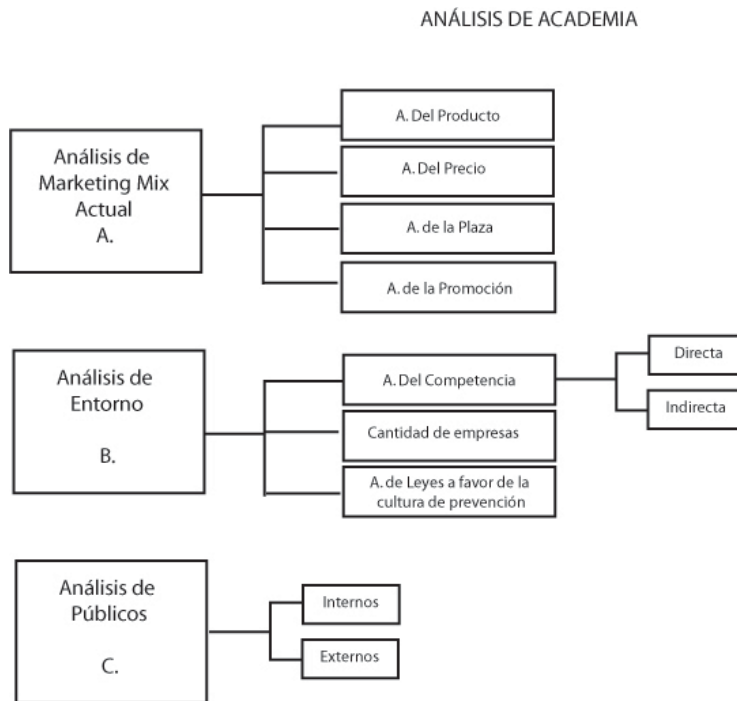 ANÁLISIS DE ACADEMIA
Análisis de
Marketing Mix
Actual
A.
A. Del Producto
A. Del Precio
A. de la Plaza
A. de la Promoción
Análisis de
Entorno
B.
A. Del Competencia
Directa
Indirecta
Cantidad de empresas
A. de Leyes a favor de la
cultura de prevención
Análisis de
Públicos
C.
Internos
Externos